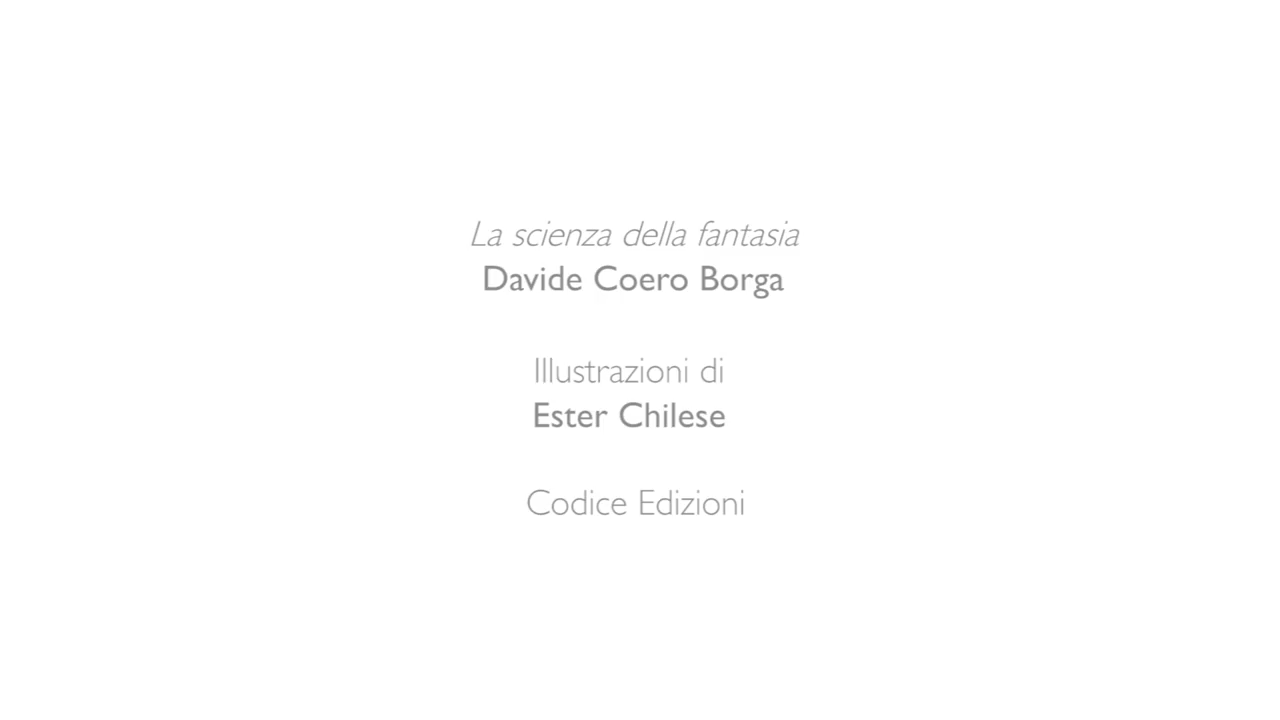 La scienza della fantasia
Davide Coero Borga
Illustrazioni di
Ester Chilese
Codice Edizioni